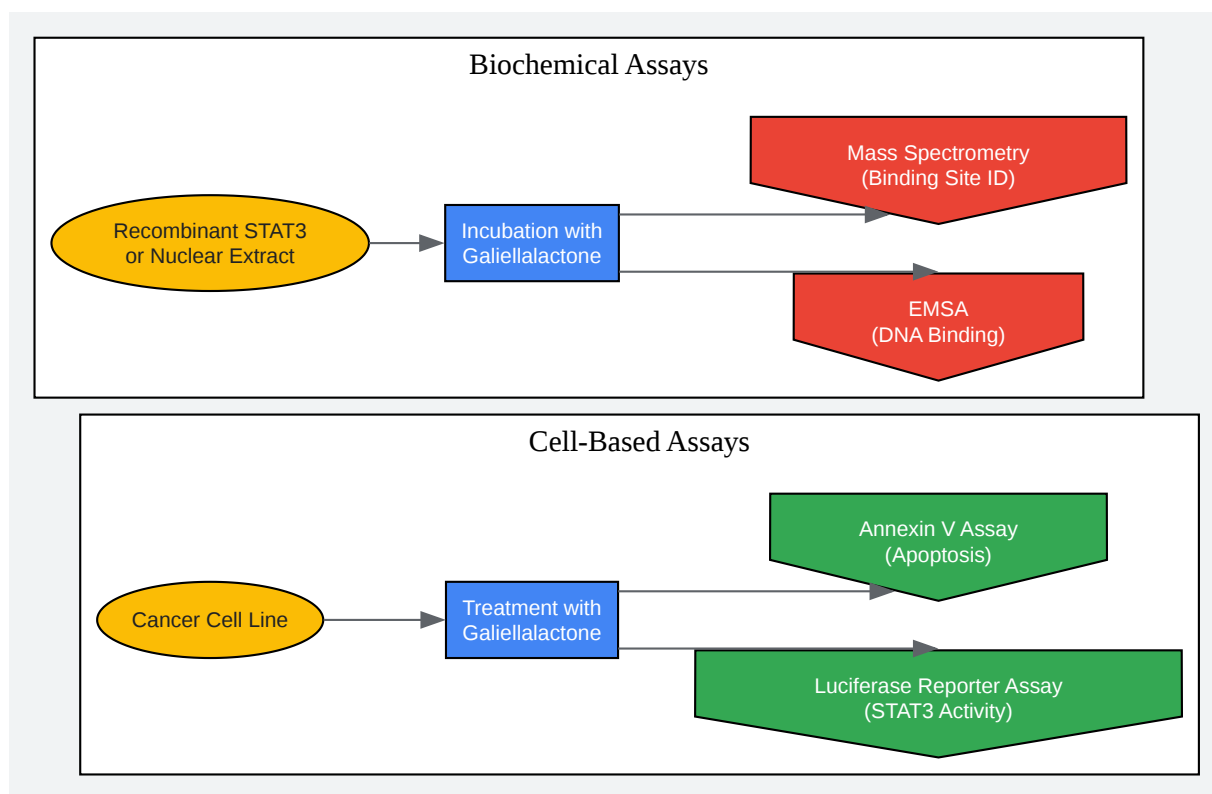 Biochemical Assays
Recombinant STAT3
or Nuclear Extract
Incubation with
Galiellalactone
Mass Spectrometry
(Binding Site ID)
EMSA
(DNA Binding)
Cell-Based Assays
Cancer Cell Line
Treatment with
Galiellalactone
Annexin V Assay
(Apoptosis)
Luciferase Reporter Assay
(STAT3 Activity)